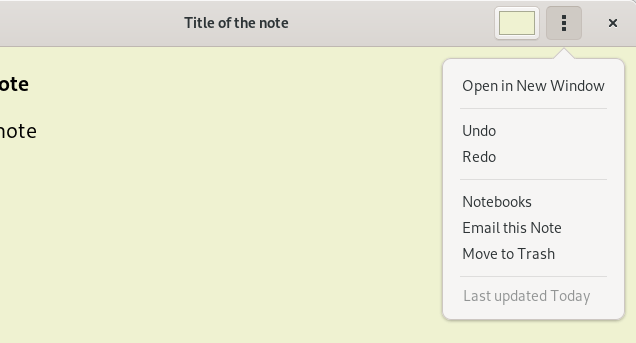 Title of the note
ote
note
Open in New Window
Undo
Redo
Notebooks
Email this Note
Move to Trash
Last updated Today